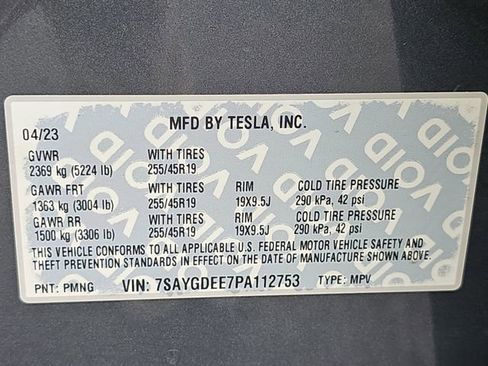 MFD BY TESLA, INC.
04/23
GVWR WITH TIRES
2369 kg (5224 lb) 255/45R19
GAWR FRT WITH TIRES RIM COLD TIRE PRESSURE
1363 kg (3004 lb) 255/45R19 19X9.5J 290 kPa, 42 psi
GAWR RR WITH TIRES RIM COLD TIRE PRESSURE
1500 kg (3306 lb) 255/45R19 19X9.5J 290 kPa, 42 psi
THIS VEHICLE CONFORMS TO ALL APPLICABLE U.S. FEDERAL MOTOR VEHICLE SAFETY AND
THEFT PREVENTION STANDARDS IN EFFECT ON THE DATE OF MANUFACTURE SHOWN ABOVE.
PNT: PMNG VIN: 7SAYGDEE7PA112753 TYPE: MPV
VOID
VOID
VOID
VOID